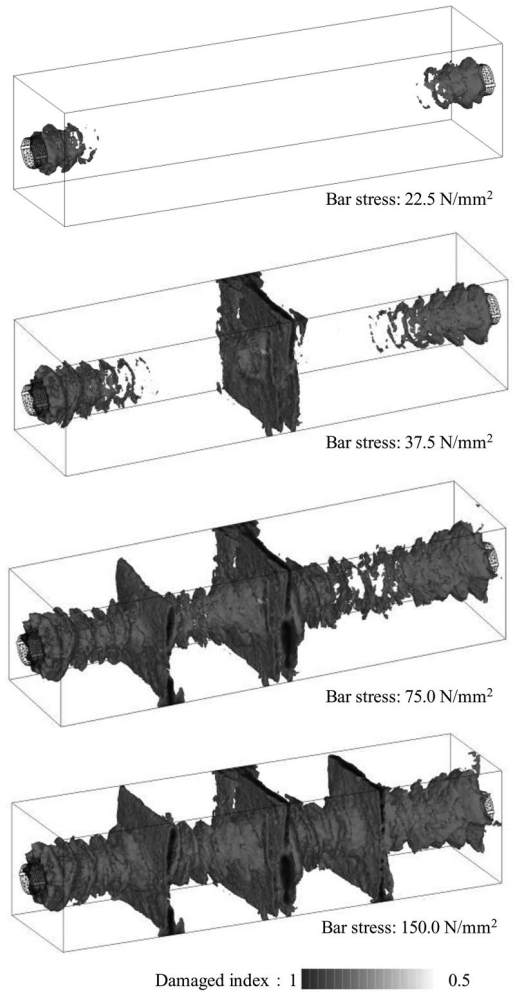 Bar stress: 22.5 N/mm²
Bar stress: 37.5 N/mm²
Bar stress: 75.0 N/mm²
Bar stress: 150.0 N/mm²
Damaged index : 1 0.5